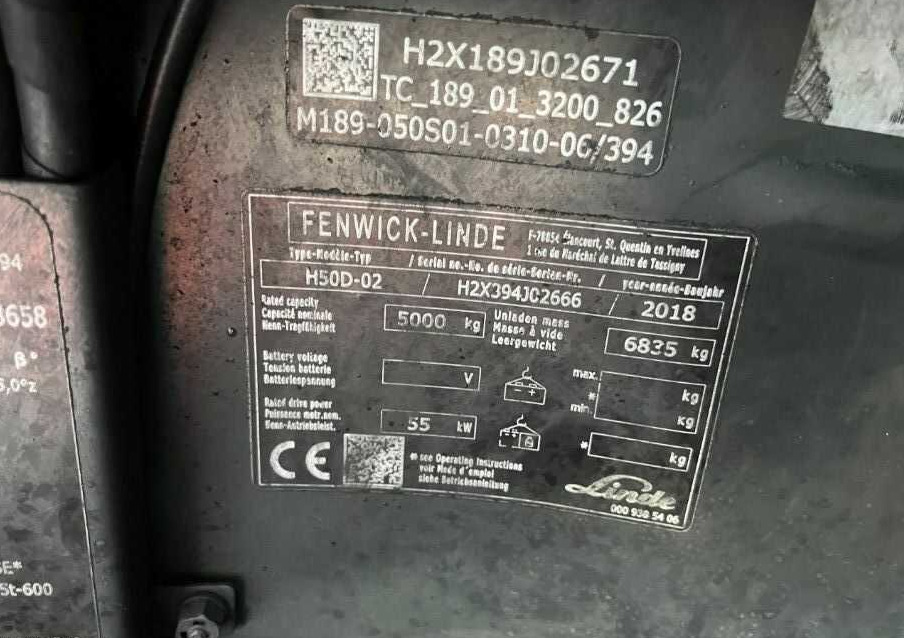 H2X189J02671
TC_189_01_3200_826
M189-050S01-0310-06/394
FENWICK-LINDE
St. Quentin en Yvelines
1 rue du Maréchal de Lattre de Tassigny
Type-Modèle-Typ / Serial no.-No. de série-Serien-Nr. / year-année-Baujahr
H50D-02 / H2X394J02666 / 2018
Rated capacity
Capacité nominale
Nenn-Tragfähigkeit
5000 kg
Unladen mass
Masse à vide
Leergewicht
6835 kg
Battery voltage
Tension batterie
Batteriespannung
V
max. kg
*
min. kg
Rated drive power
Puissance motr.nom.
Nenn-Antriebsleist.
55 kW
* kg
CE
* see Operating Instructions
voir Mode d'emploi
siehe Betriebsanleitung
Linde
000 938 54 06
94
3658
β°
5,0°z
SE*
5t-600